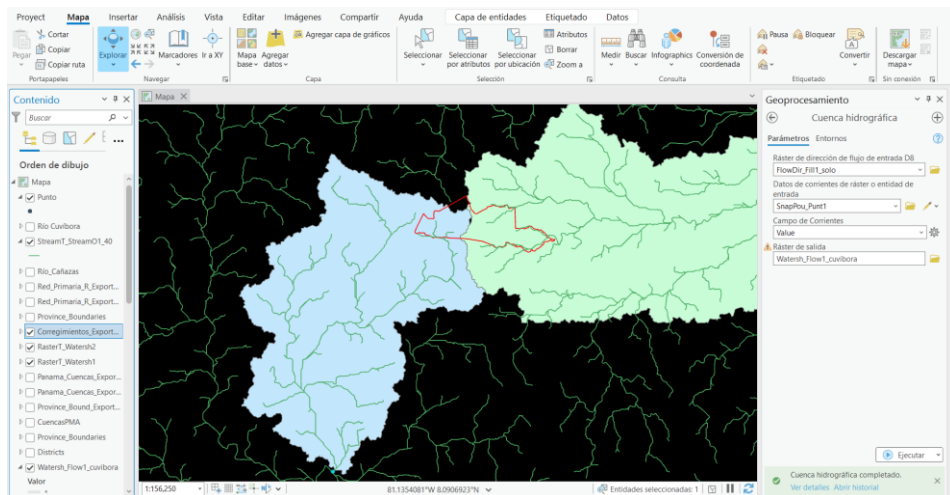 Proyect Mapa Insertar Análisis Vista Editar Imágenes Compartir Ayuda Capa de entidades Etiquetado Datos
Pegar
Cortar
Copiar
Copiar ruta
Portapapeles
Explorar
Marcadores
Ir a XY
Navegar
Mapa base
Agregar datos
Agregar capa de gráficos
Capa
Seleccionar
Seleccionar por atributos
Seleccionar por ubicación
Atributos
Borrar
Zoom a
Selección
Medir
Buscar
Infographics
Conversión de coordenada
Consulta
Pausa
Bloquear
Convertir
Etiquetado
Descargar mapa
Sin conexión
Contenido
Buscar
Orden de dibujo
Mapa
Punto
Río Cuvibora
StreamT_StreamO1_40
Río_Cañazas
Red_Primaria_R_Export...
Red_Primaria_R_Export...
Province_Boundaries
Corregimientos_Export...
RasterT_Watersh2
RasterT_Watersh1
Panama_Cuencas_Expor...
Panama_Cuencas_Expor...
Province_Bound_Export...
CuencasPMA
Province_Boundaries
Districts
Watersh_Flow1_cuvibora
Valor
Mapa
1:156,250
81.1354081°W 8.0906923°N
Entidades seleccionadas: 1
Geoprocesamiento
Cuenca hidrográfica
Parámetros Entornos
Ráster de dirección de flujo de entrada D8
FlowDir_Fill1_solo
Datos de corrientes de ráster o entidad de
entrada
SnapPou_Punt1
Campo de Corrientes
Value
Ráster de salida
Watersh_Flow1_cuvibora
Ejecutar
Cuenca hidrográfica completado.
Ver detalles Abrir historial